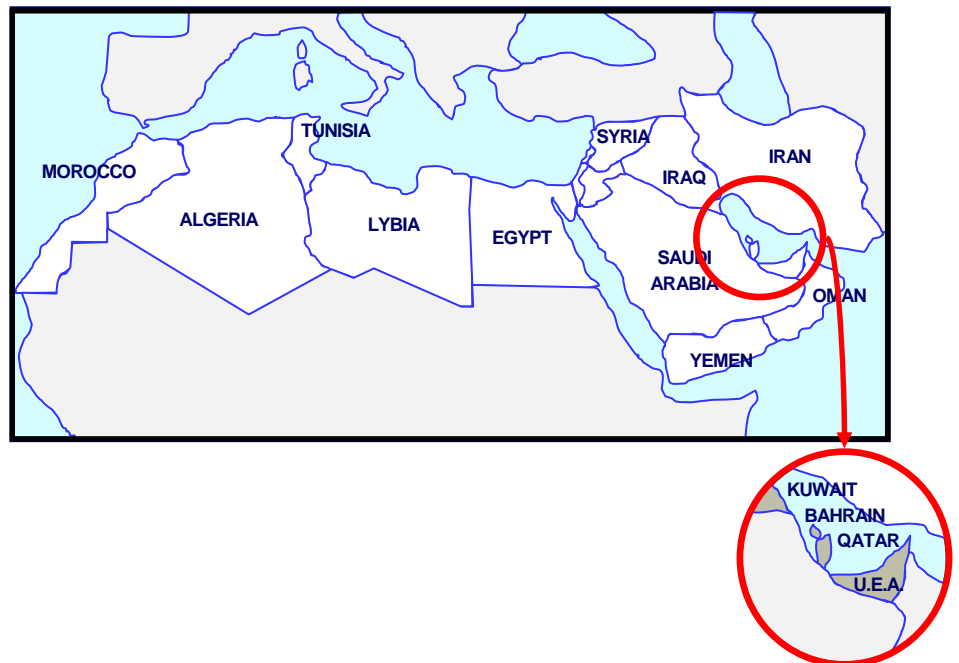 TUNISIA
SYRIA
IRAN
MOROCCO
IRAQ
ALGERIA
LYBIA
EGYPT
SAUDI
ARABIA
OMAN
YEMEN
KUWAIT
BAHRAIN
QATAR
U.E.A.